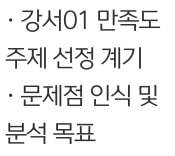 · 강서01 만족도
주제 선정 계기
· 문제점 인식 및
분석 목표